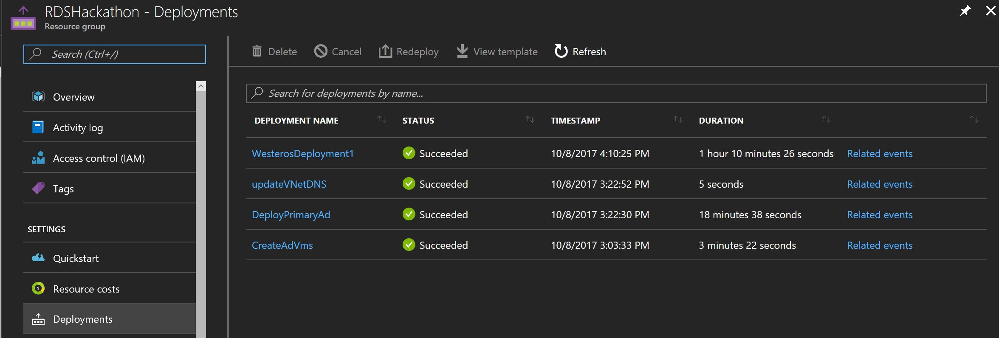 RDSHackathon - Deployments
Resource group
Search (Ctrl+/)
Overview
Activity log
Access control (IAM)
Tags
SETTINGS
Quickstart
Resource costs
Deployments
Delete Cancel Redeploy View template Refresh
Search for deployments by name...
DEPLOYMENT NAME STATUS TIMESTAMP DURATION
WesterosDeployment1 Succeeded 10/8/2017 4:10:25 PM 1 hour 10 minutes 26 seconds Related events
updateVNetDNS Succeeded 10/8/2017 3:22:52 PM 5 seconds Related events
DeployPrimaryAd Succeeded 10/8/2017 3:22:30 PM 18 minutes 38 seconds Related events
CreateAdVms Succeeded 10/8/2017 3:03:33 PM 3 minutes 22 seconds Related events